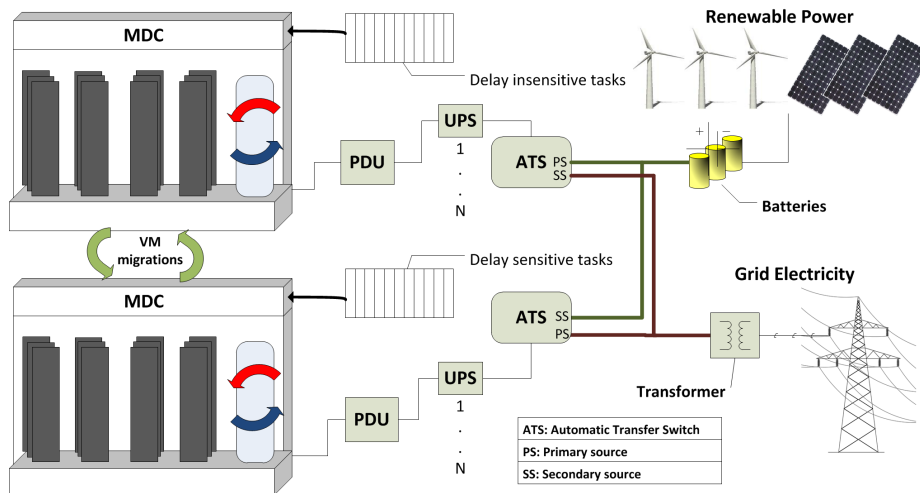 MDC
Delay insensitive tasks
Renewable Power
UPS
1
.
.
N
PDU
ATS
PS
SS
+ −
Batteries
VM
migrations
MDC
Delay sensitive tasks
Grid Electricity
ATS
SS
PS
Transformer
UPS
1
.
.
N
PDU
ATS: Automatic Transfer Switch
PS: Primary source
SS: Secondary source